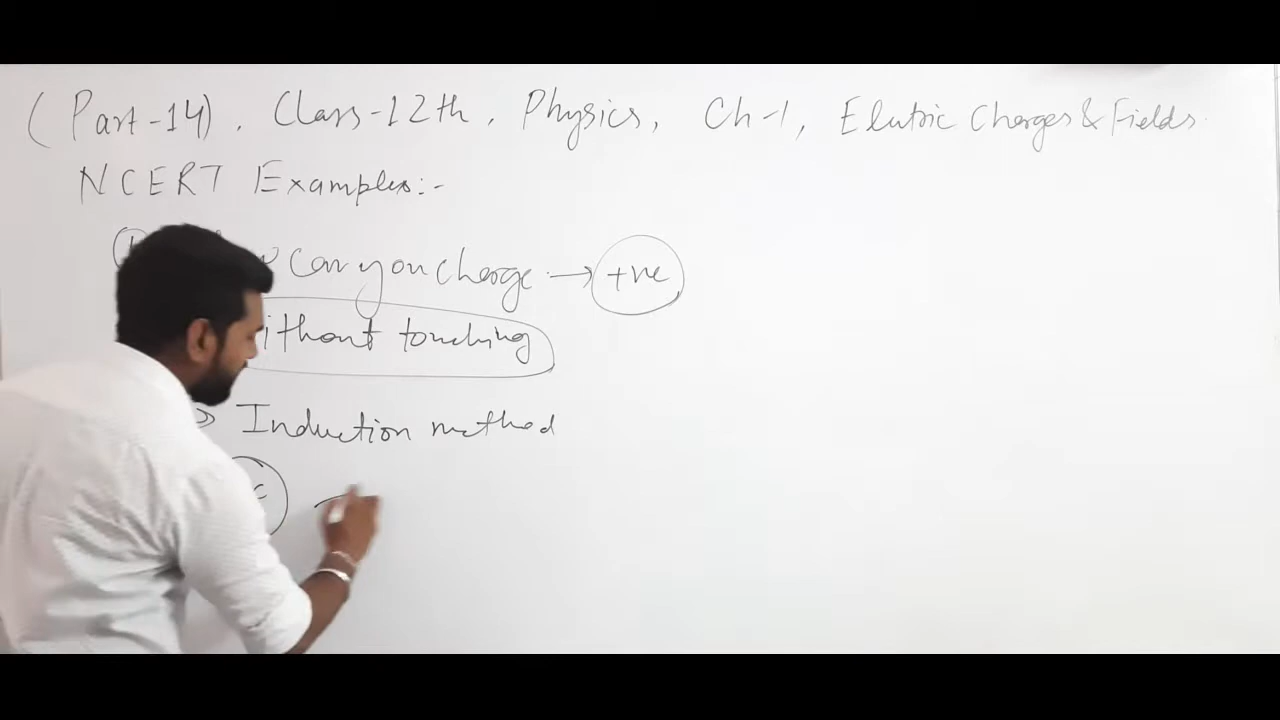 (Part-14), Class-12th, Physics, Ch-1, Electric Charges & Fields.
NCERT Examples:-
can you charge → +ve
ithout touching
Induction method